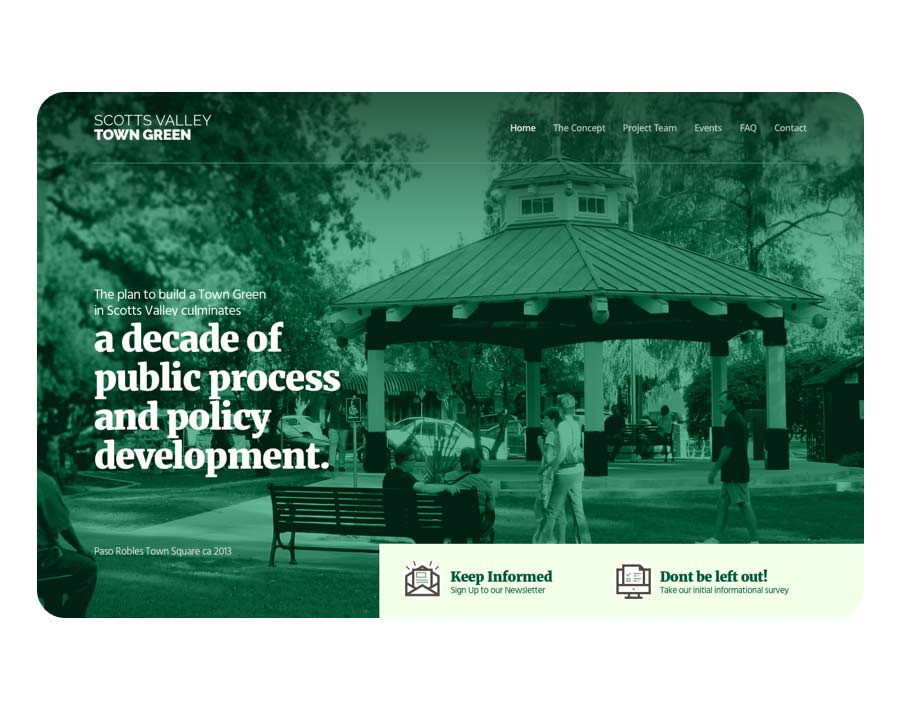 SCOTTS VALLEY
TOWN GREEN
Home The Concept Project Team Events FAQ Contact
The plan to build a Town Green
in Scotts Valley culminates
a decade of
public process
and policy
development.
Paso Robles Town Square ca 2013
Keep Informed
Sign Up to our Newsletter
Dont be left out!
Take our initial informational survey